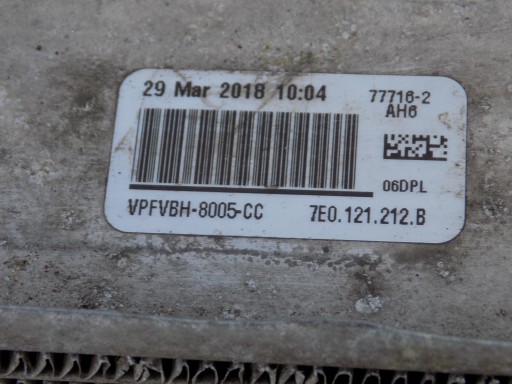 29 Mar 2018 10:04
77716-2
AH6
06DPL
VPFVBH-8005-CC
7E0.121.212.B